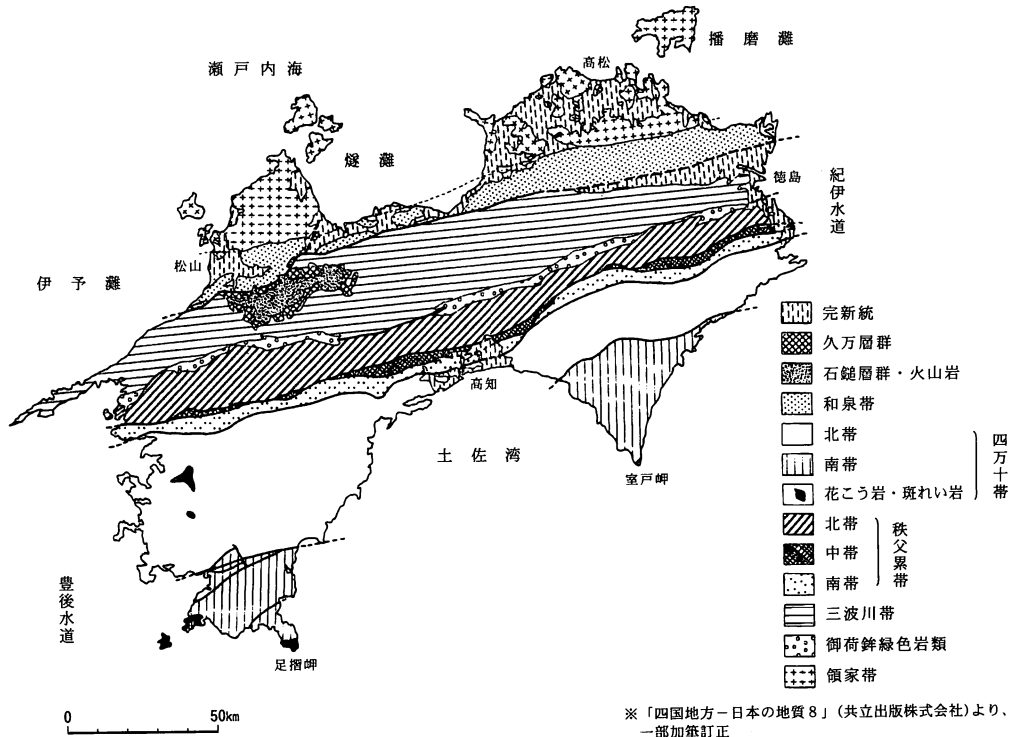 播磨灘
瀬戸内海
高松
燧灘
徳島
紀伊水道
松山
伊予灘
高知
土佐湾
室戸岬
豊後水道
足摺岬
完新統
久万層群
石鎚層群・火山岩
和泉帯
北帯
南帯
花こう岩・斑れい岩
四万十帯
北帯
中帯
南帯
秩父累帯
三波川帯
御荷鉾緑色岩類
領家帯
0 50km
※「四国地方－日本の地質8」(共立出版株式会社)より、
一部加筆訂正